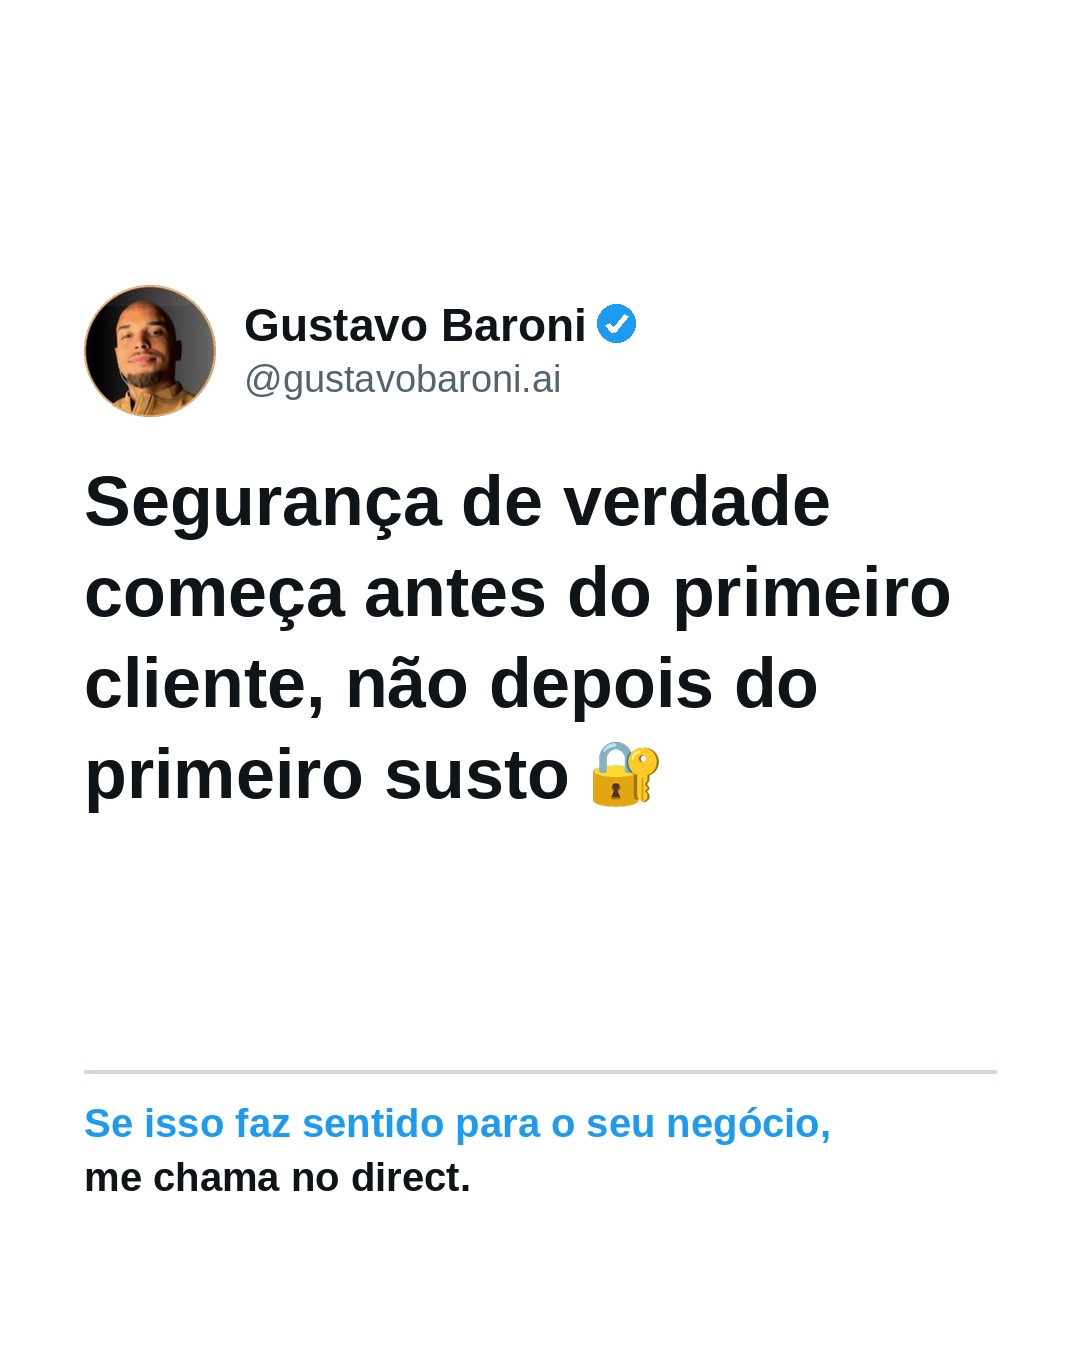 Gustavo Baroni
@gustavobaroni.ai
Segurança de verdade
começa antes do primeiro
cliente, não depois do
primeiro susto 🔐
Se isso faz sentido para o seu negócio,
me chama no direct.